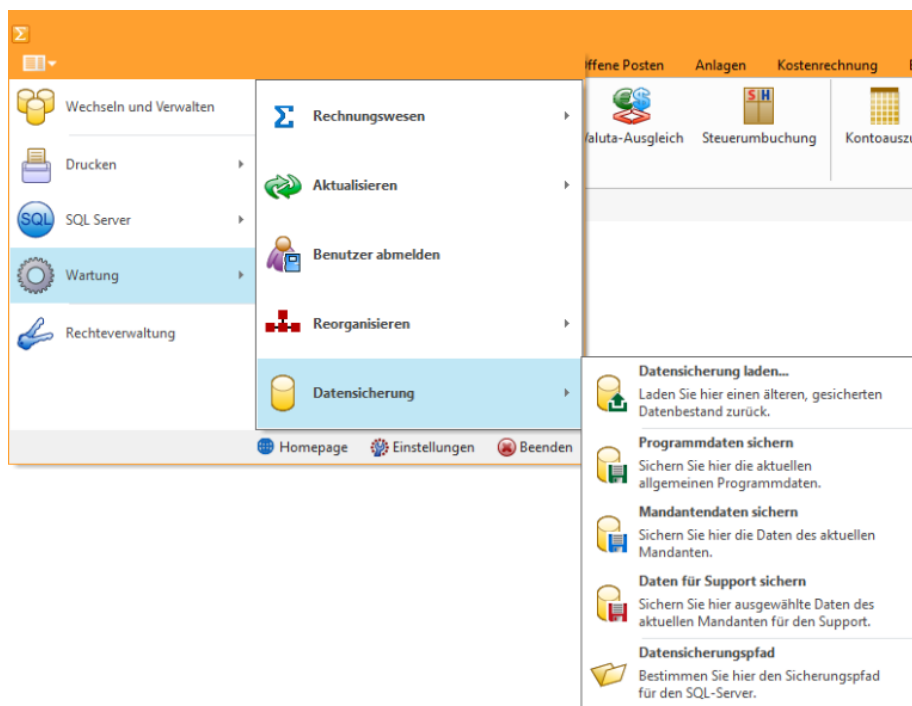 Offene Posten
Anlagen
Kostenrechnung
Valuta-Ausgleich
S H
Steuerumbuchung
Kontoauszu
Wechseln und Verwalten
Drucken
SQL
SQL Server
Wartung
Rechteverwaltung
Σ
Rechnungswesen
Aktualisieren
Benutzer abmelden
Reorganisieren
Datensicherung
Homepage
Einstellungen
Beenden
Datensicherung laden...
Laden Sie hier einen älteren, gesicherten
Datenbestand zurück.
Programmdaten sichern
Sichern Sie hier die aktuellen
allgemeinen Programmdaten.
Mandantendaten sichern
Sichern Sie hier die Daten des aktuellen
Mandanten.
Daten für Support sichern
Sichern Sie hier ausgewählte Daten des
aktuellen Mandanten für den Support.
Datensicherungspfad
Bestimmen Sie hier den Sicherungspfad
für den SQL-Server.